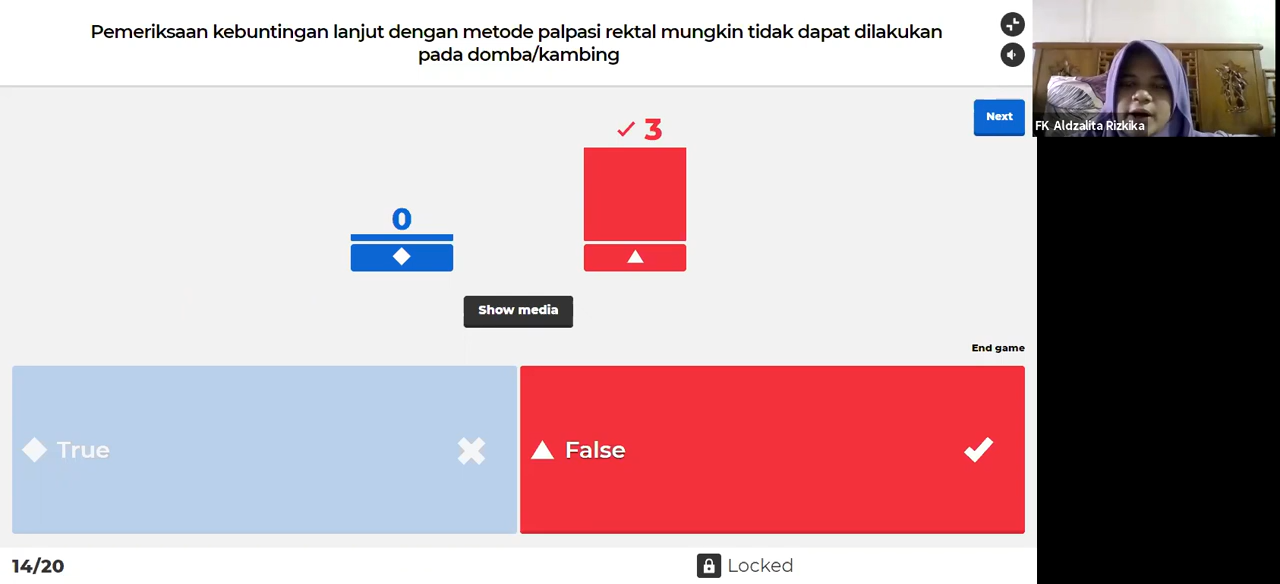 Pemeriksaan kebuntingan lanjut dengan metode palpasi rektal mungkin tidak dapat dilakukan
pada domba/kambing
FK Aldzalita Rizkika
Next
3
0
Show media
End game
True
False
14/20
Locked